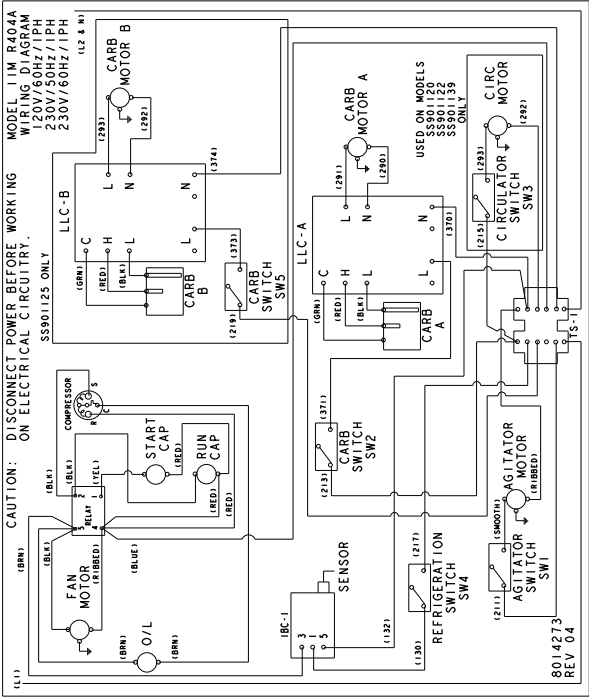 CAUTION: DISCONNECT POWER BEFORE WORKING
ON ELECTRICAL CIRCUITRY.
MODEL 11M R404A
WIRING DIAGRAM
120V/60Hz/1PH
230V/50Hz/1PH
230V/60Hz/1PH
(L1)
(L2 & N)
(BRN)
FAN
MOTOR
(BLK)
(RIBBED)
(BRN)
O/L
(BRN)
RELAY
5
2
4
1
(BLK)
(BLK)
(YEL)
(BLUE)
COMPRESSOR
S
R
C
START
CAP
(RED)
RUN
CAP
(RED)
(RED)
SS901125 ONLY
LLC-B
C
H
L
L
N
N
L
(GRN)
(RED)
(BLK)
CARB
B
(293)
(292)
CARB
MOTOR B
(374)
(373)
CARB
SWITCH
SW5
(219)
IBC-1
3
1
5
SENSOR
(132)
(130)
REFRIGERATION
SWITCH
SW4
(217)
(213)
CARB
SWITCH
SW2
(371)
LLC-A
C
H
L
L
N
N
L
(GRN)
(RED)
(BLK)
CARB
A
(291)
(290)
CARB
MOTOR A
(370)
USED ON MODELS
SS901120
SS901122
SS901139
ONLY
CIRC
MOTOR
(293)
(292)
CIRCULATOR
SWITCH
SW3
(215)
TS-1
(211)
AGITATOR
SWITCH
SW1
(SMOOTH)
AGITATOR
MOTOR
(RIBBED)
8014273
REV 04